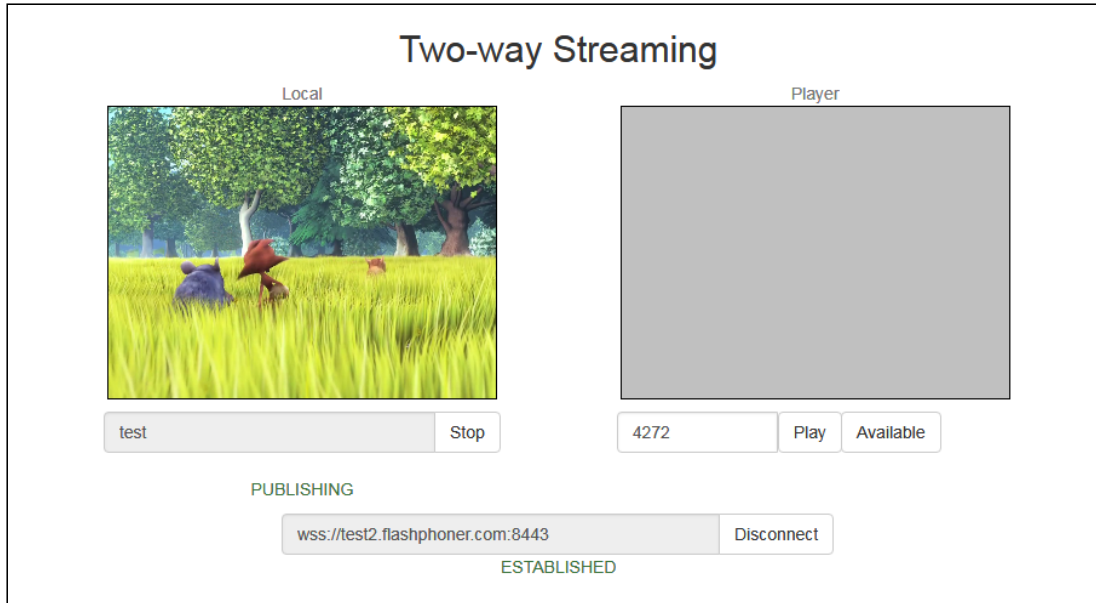 Two-way Streaming
Local
Player
test
Stop
4272
Play
Available
PUBLISHING
wss://test2.flashphoner.com:8443
Disconnect
ESTABLISHED